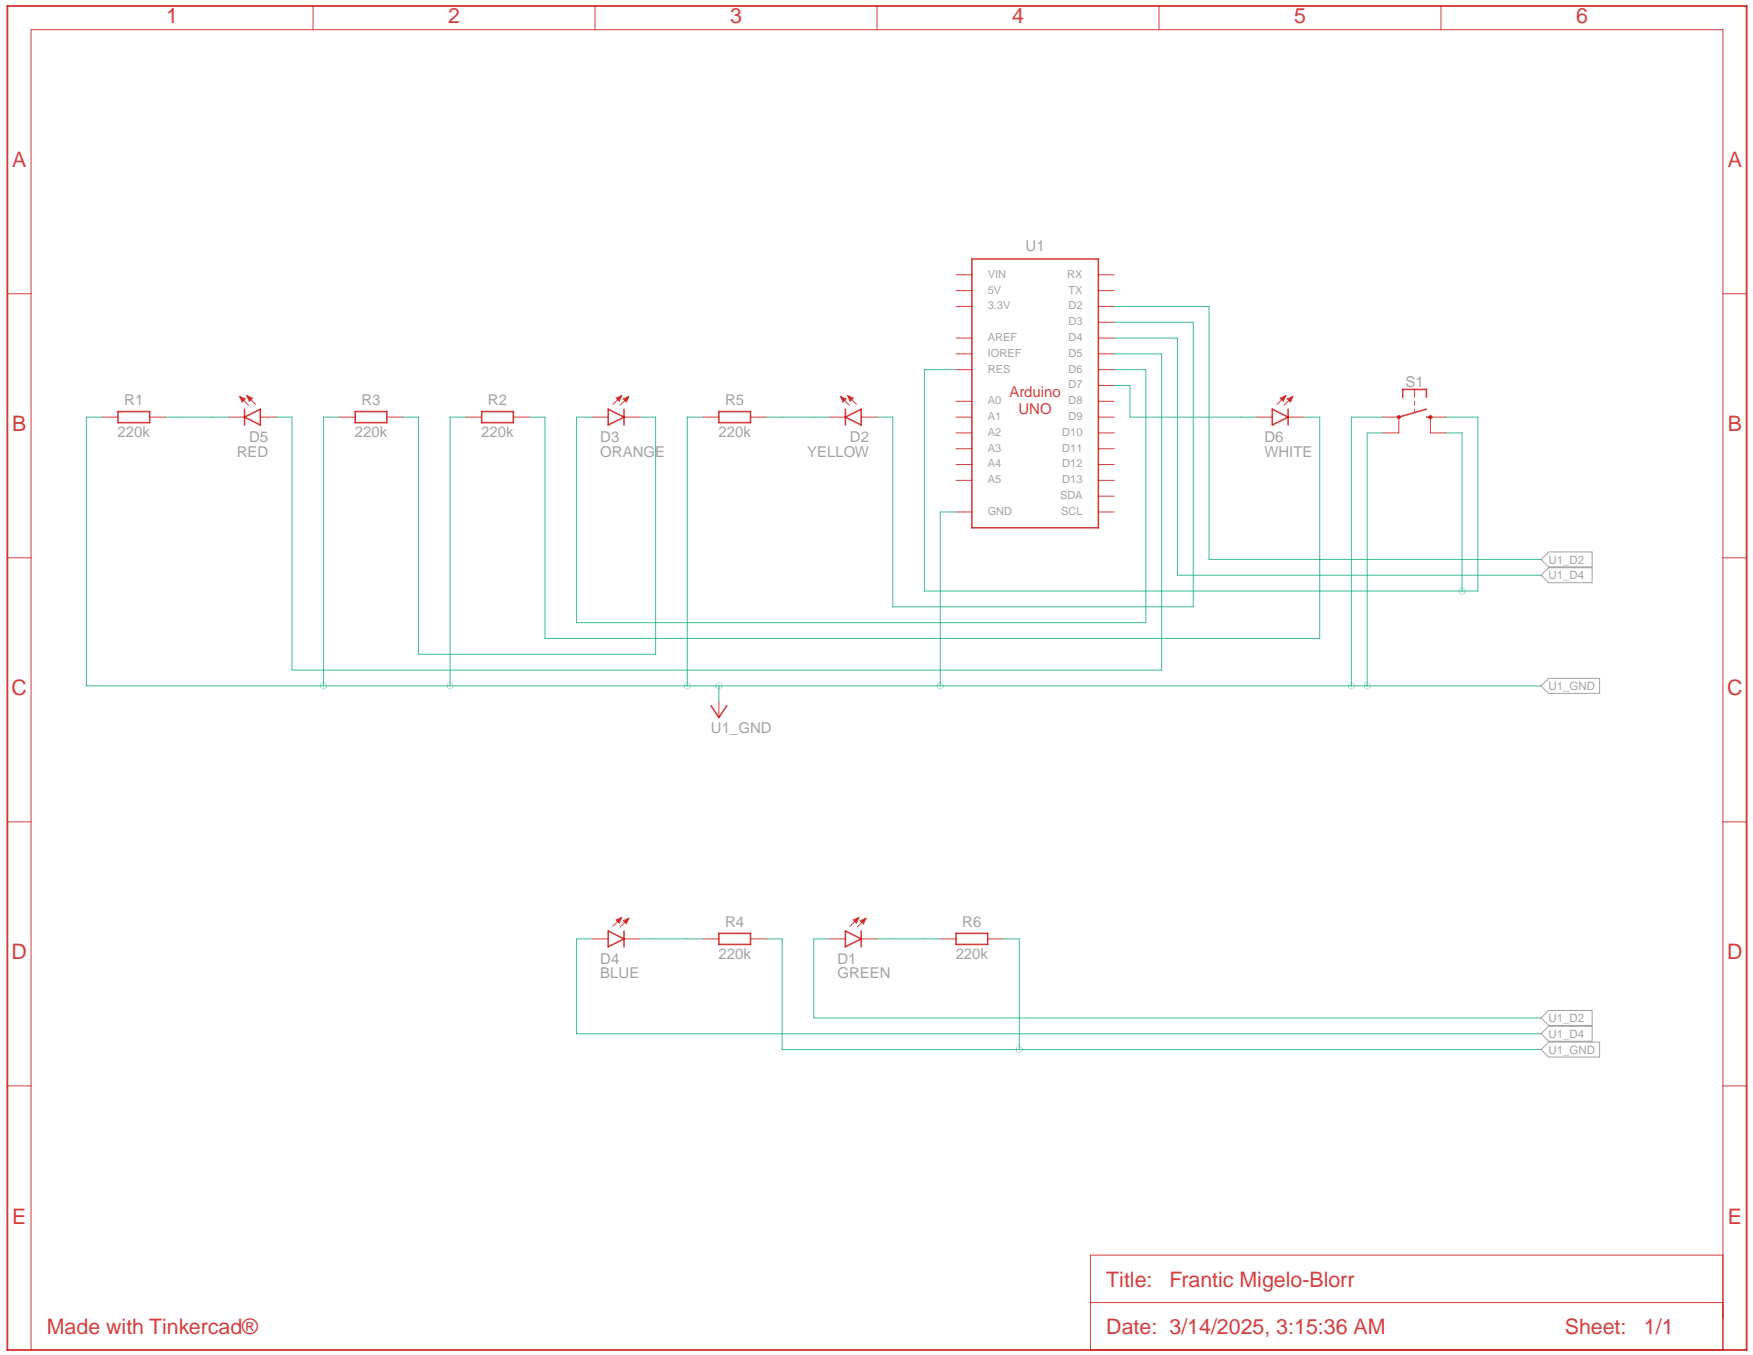 1 2 3 4 5 6
A A
B B
C C
D D
E E
U1
VIN RX
5V TX
3.3V D2
D3
AREF D4
IOREF D5
RES D6
D7
Arduino
UNO
A0 D8
A1 D9
A2 D10
A3 D11
A4 D12
A5 D13
SDA
GND SCL
R1
220k
D5
RED
R3
220k
R2
220k
D3
ORANGE
R5
220k
D2
YELLOW
D6
WHITE
S1
U1_D2
U1_D4
U1_GND
U1_GND
D4
BLUE
R4
220k
D1
GREEN
R6
220k
U1_D2
U1_D4
U1_GND
Title: Frantic Migelo-Blorr
Made with Tinkercad®
Date: 3/14/2025, 3:15:36 AM Sheet: 1/1